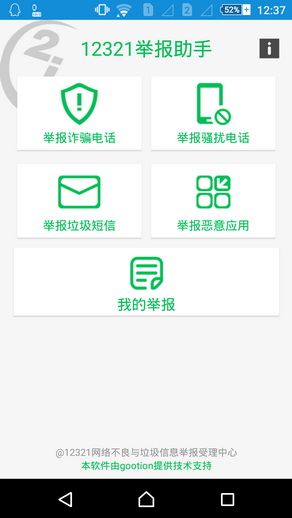 52%
12:37
12321举报助手
举报诈骗电话
举报骚扰电话
举报垃圾短信
举报恶意应用
我的举报
@12321网络不良与垃圾信息举报受理中心
本软件由gootion提供技术支持